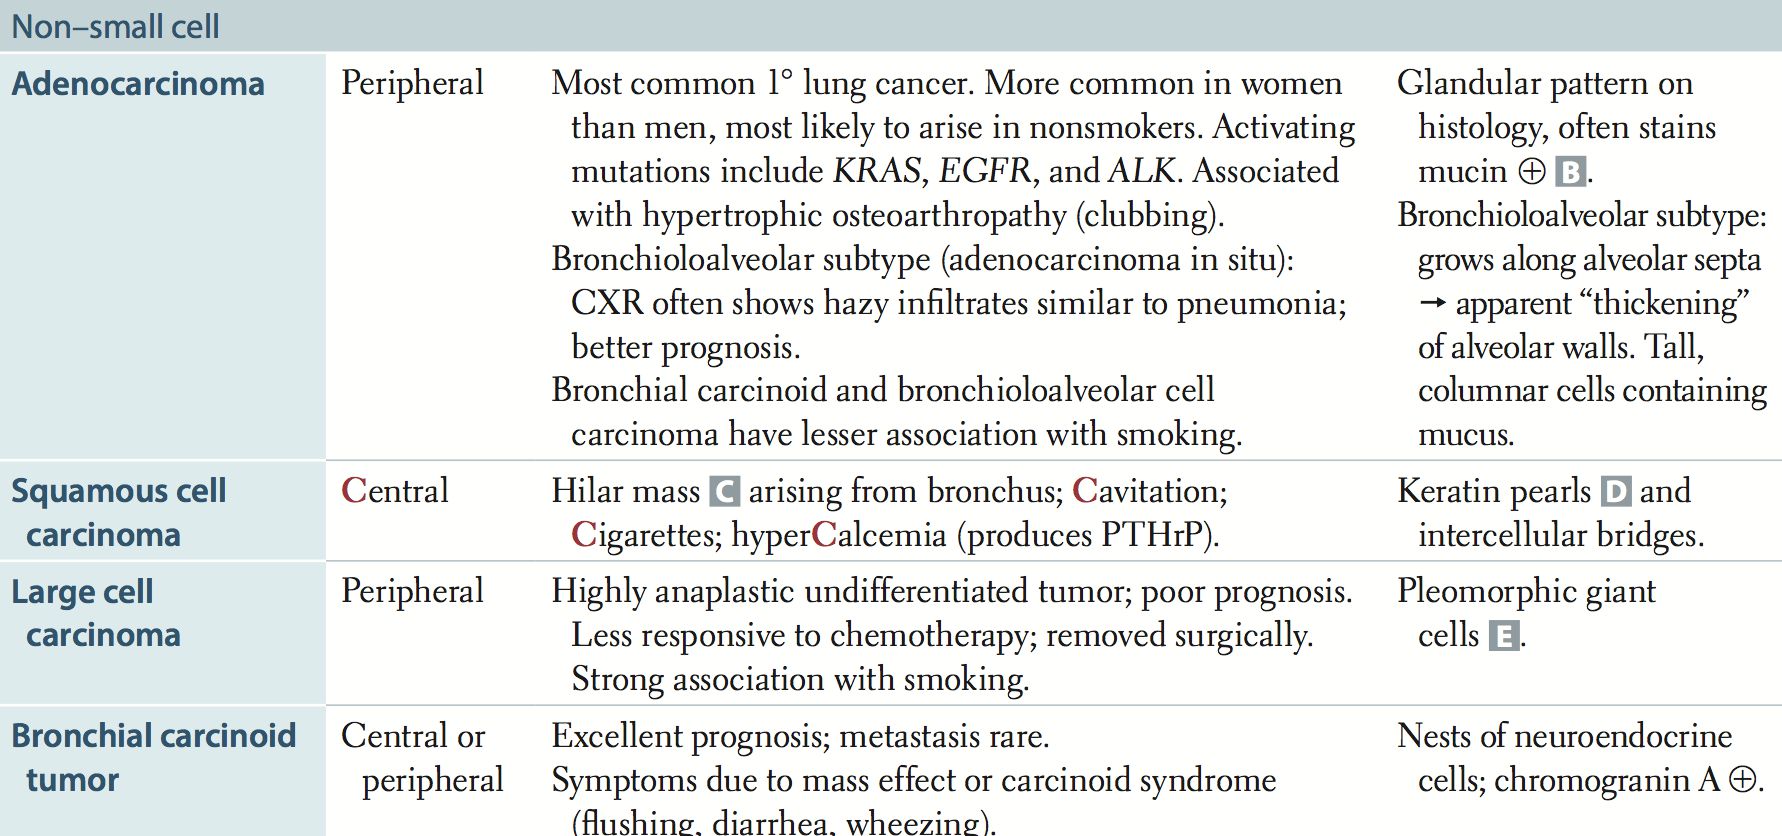 Non–small cell
Adenocarcinoma
Peripheral
Most common 1° lung cancer. More common in women
than men, most likely to arise in nonsmokers. Activating
mutations include KRAS, EGFR, and ALK. Associated
with hypertrophic osteoarthropathy (clubbing).
Bronchioloalveolar subtype (adenocarcinoma in situ):
CXR often shows hazy infiltrates similar to pneumonia;
better prognosis.
Bronchial carcinoid and bronchioloalveolar cell
carcinoma have lesser association with smoking.
Glandular pattern on
histology, often stains
mucin ⊕ B.
Bronchioloalveolar subtype:
grows along alveolar septa
→ apparent “thickening”
of alveolar walls. Tall,
columnar cells containing
mucus.
Squamous cell
carcinoma
Central
Hilar mass C arising from bronchus; Cavitation;
Cigarettes; hyperCalcemia (produces PTHrP).
Keratin pearls D and
intercellular bridges.
Large cell
carcinoma
Peripheral
Highly anaplastic undifferentiated tumor; poor prognosis.
Less responsive to chemotherapy; removed surgically.
Strong association with smoking.
Pleomorphic giant
cells E.
Bronchial carcinoid
tumor
Central or
peripheral
Excellent prognosis; metastasis rare.
Symptoms due to mass effect or carcinoid syndrome
(flushing, diarrhea, wheezing).
Nests of neuroendocrine
cells; chromogranin A ⊕.